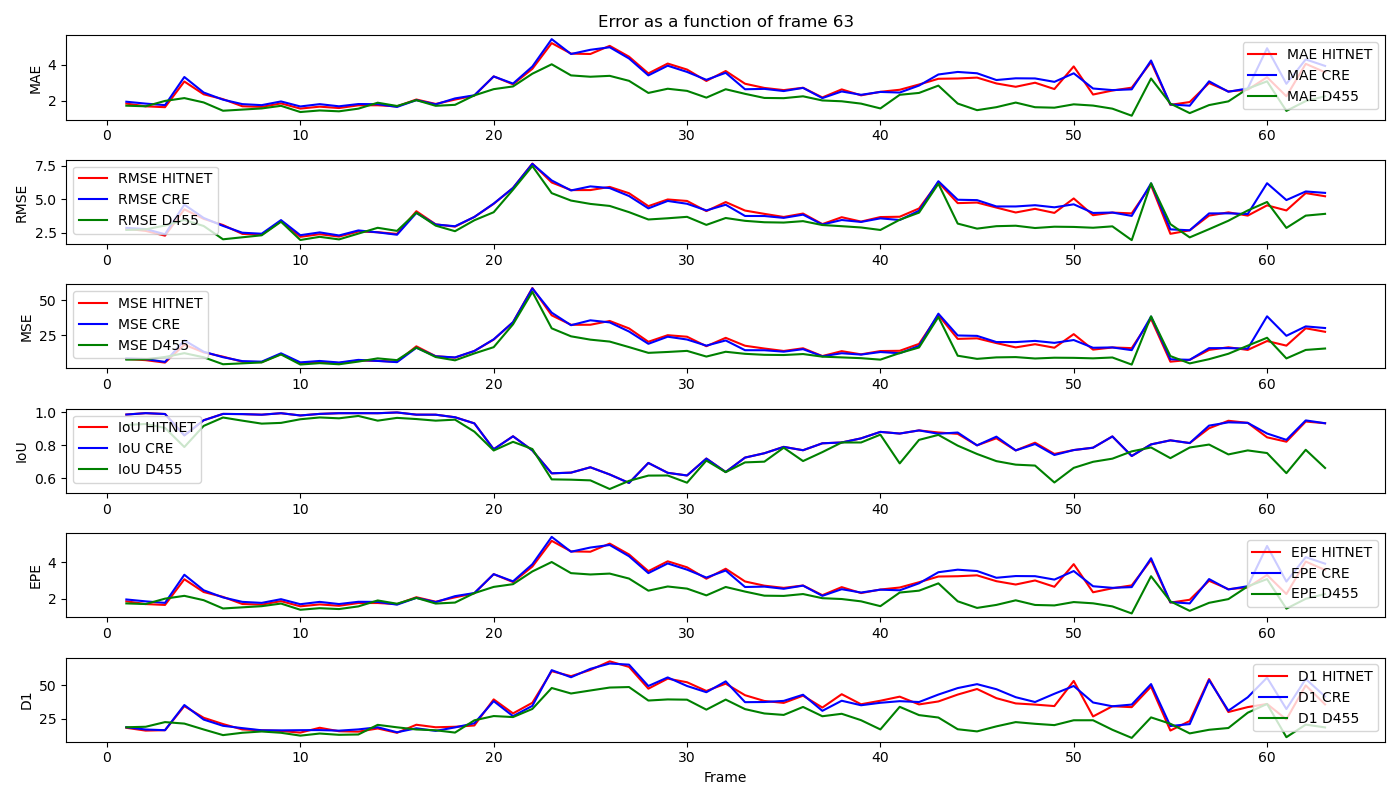 Error as a function of frame 63
MAE
4
2
MAE HITNET
MAE CRE
MAE D455
0 10 20 30 40 50 60
RMSE
7.5
5.0
2.5
RMSE HITNET
RMSE CRE
RMSE D455
0 10 20 30 40 50 60
MSE
50
25
MSE HITNET
MSE CRE
MSE D455
0 10 20 30 40 50 60
IoU
1.0
0.8
0.6
IoU HITNET
IoU CRE
IoU D455
0 10 20 30 40 50 60
EPE
4
2
EPE HITNET
EPE CRE
EPE D455
0 10 20 30 40 50 60
D1
50
25
D1 HITNET
D1 CRE
D1 D455
0 10 20 30 40 50 60
Frame